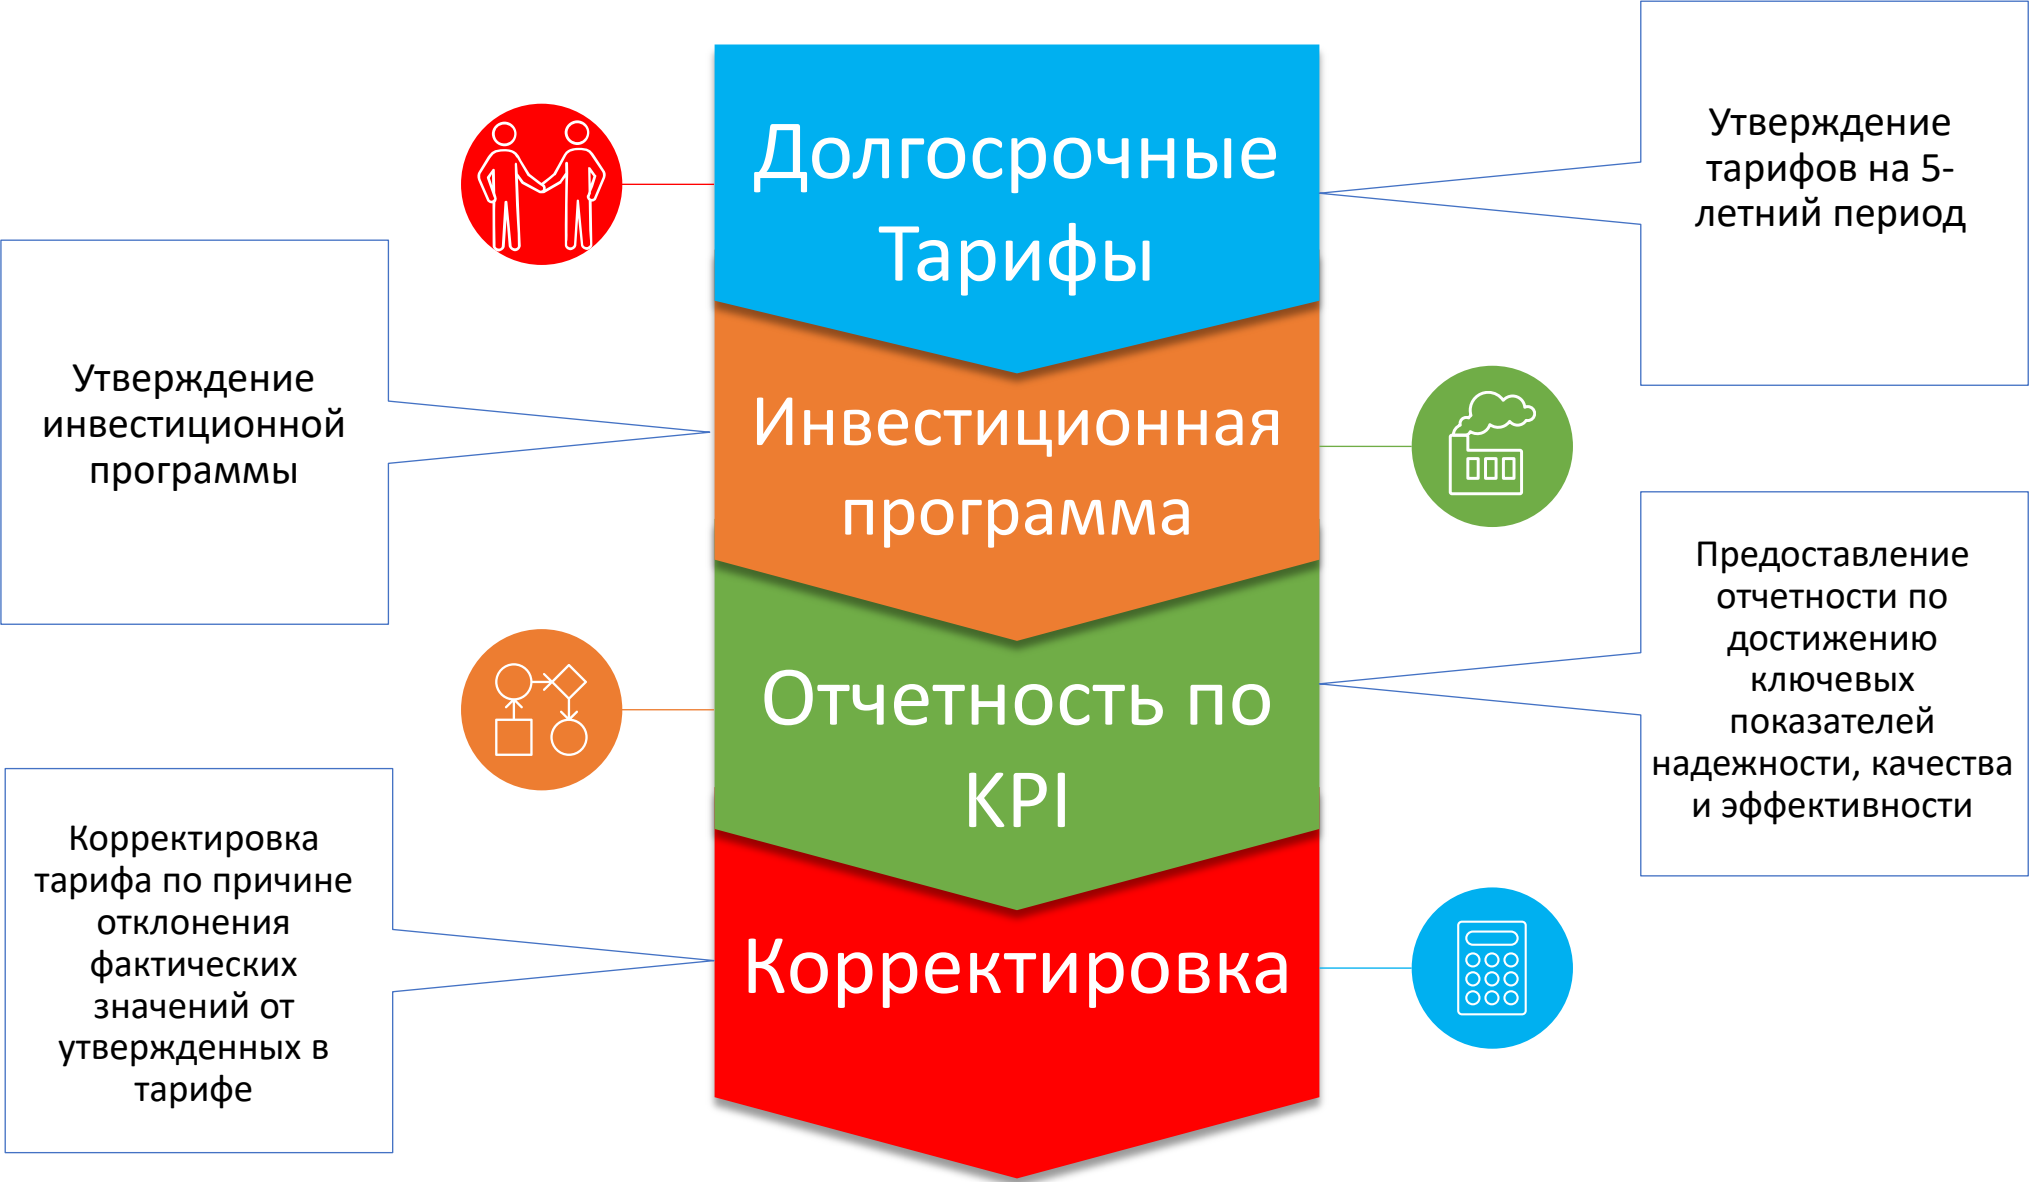 Долгосрочные
Тарифы
Утверждение
тарифов на 5-
летний период
Утверждение
инвестиционной
программы
Инвестиционная
программа
Отчетность по
KPI
Предоставление
отчетности по
достижению
ключевых
показателей
надежности, качества
и эффективности
Корректировка
тарифа по причине
отклонения
фактических
значений от
утвержденных в
тарифе
Корректировка